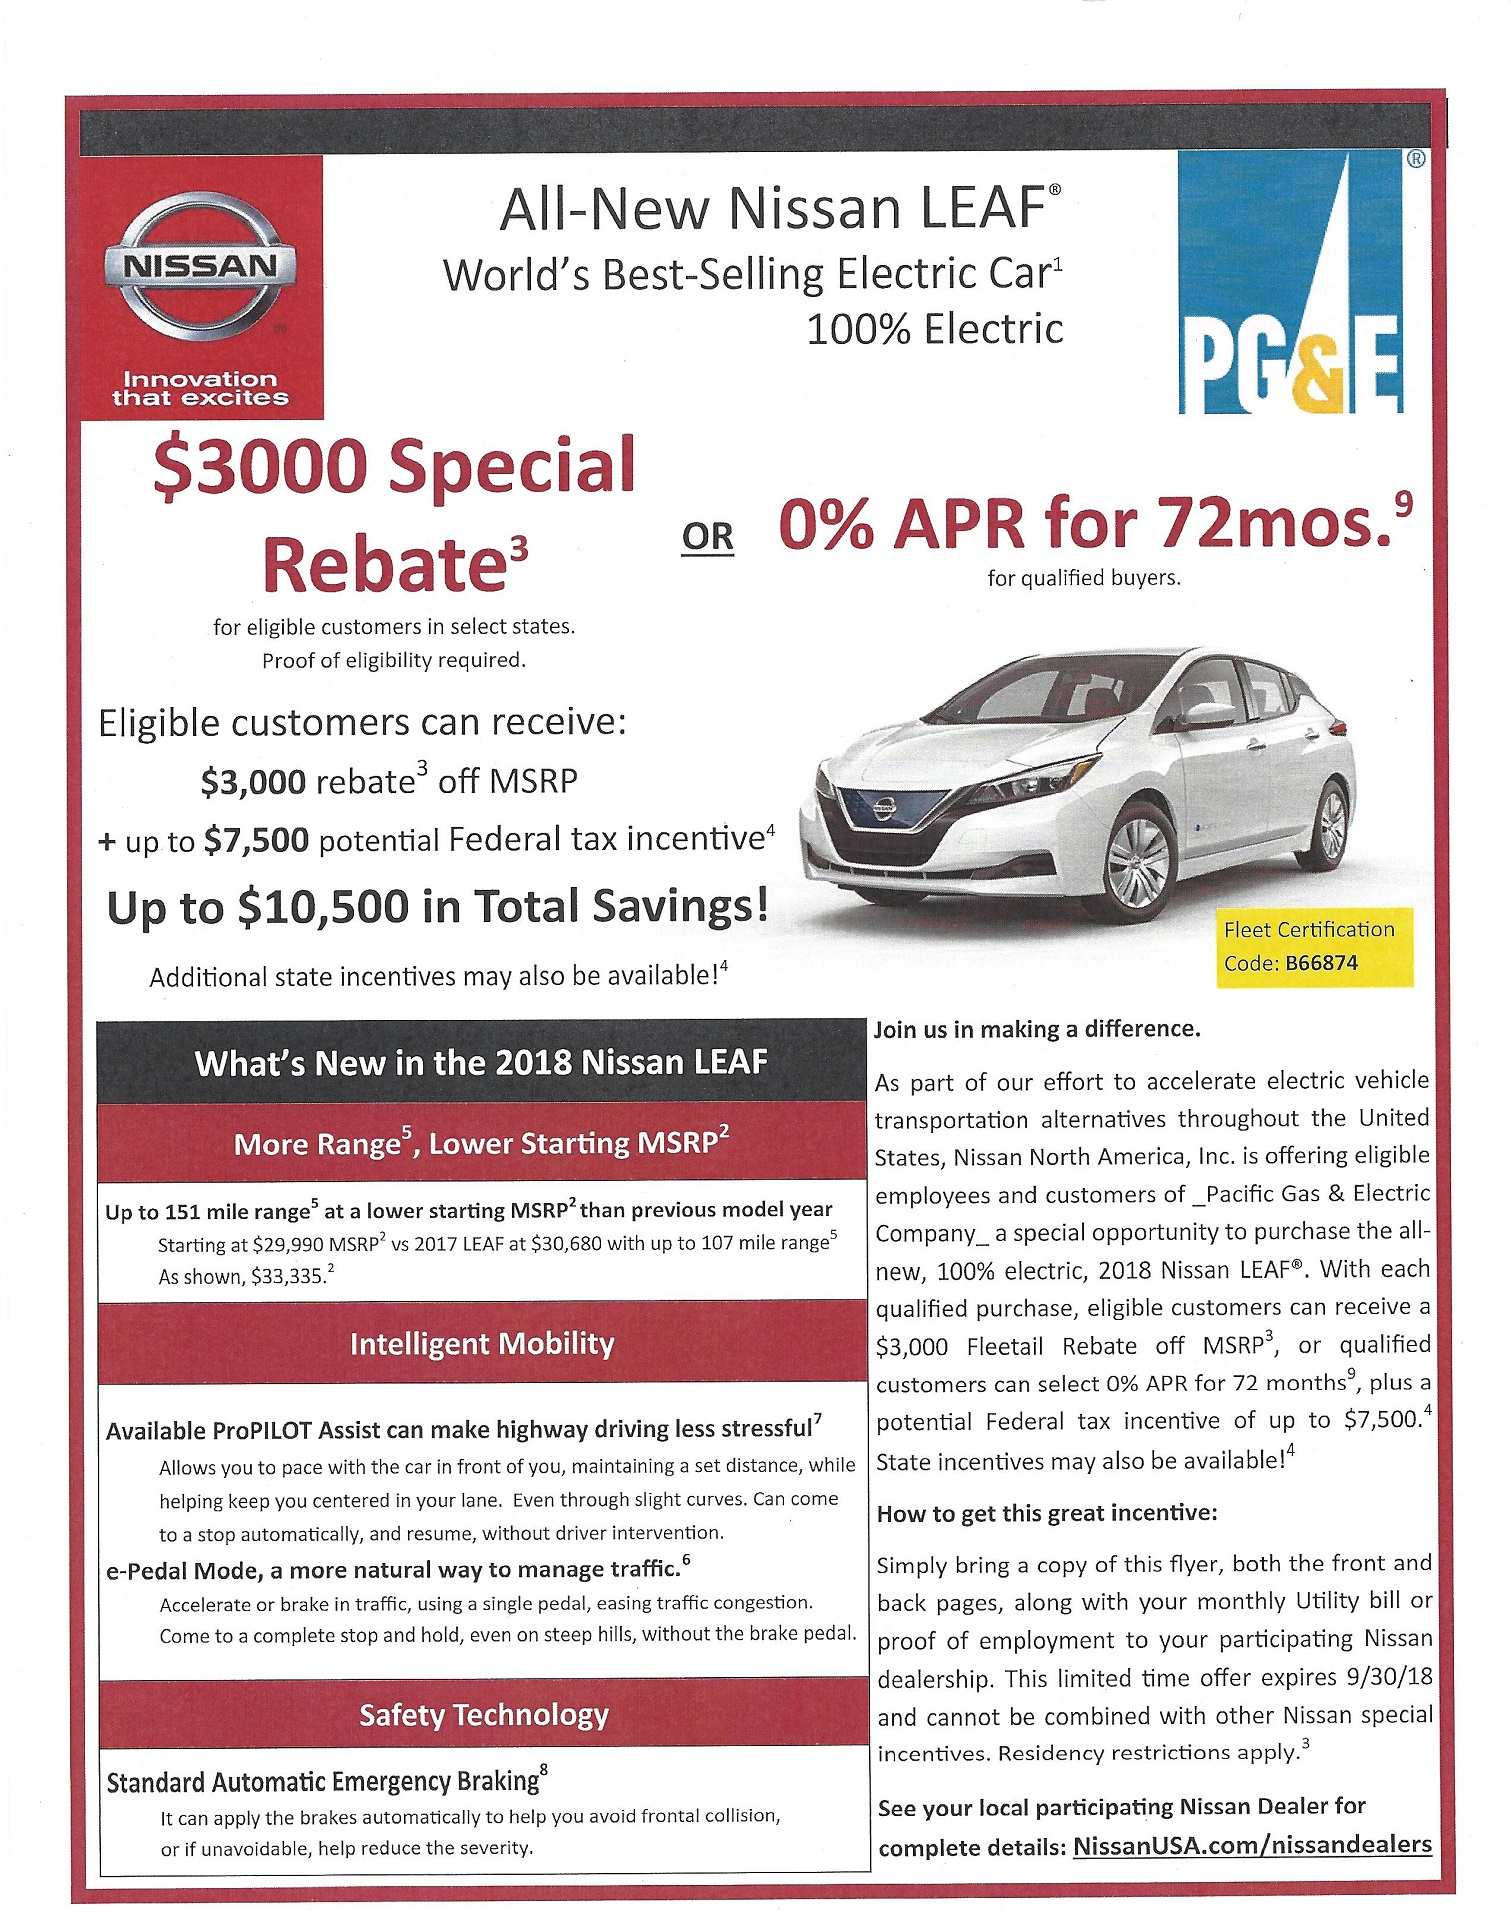 NISSAN
Innovation
that excites
All-New Nissan LEAF®
World's Best-Selling Electric Car¹
100% Electric
®
PG&E
$3000 Special
Rebate³
for eligible customers in select states.
Proof of eligibility required.
OR
0% APR for 72mos.⁹
for qualified buyers.
Eligible customers can receive:
$3,000 rebate³ off MSRP
+ up to $7,500 potential Federal tax incentive⁴
Up to $10,500 in Total Savings!
Additional state incentives may also be available!⁴
NISSAN
Fleet Certification
Code: B66874
What's New in the 2018 Nissan LEAF
More Range⁵, Lower Starting MSRP²
Up to 151 mile range⁵ at a lower starting MSRP² than previous model year
Starting at $29,990 MSRP² vs 2017 LEAF at $30,680 with up to 107 mile range⁵
As shown, $33,335.²
Intelligent Mobility
Available ProPILOT Assist can make highway driving less stressful⁷
Allows you to pace with the car in front of you, maintaining a set distance, while
helping keep you centered in your lane. Even through slight curves. Can come
to a stop automatically, and resume, without driver intervention.
e-Pedal Mode, a more natural way to manage traffic.⁶
Accelerate or brake in traffic, using a single pedal, easing traffic congestion.
Come to a complete stop and hold, even on steep hills, without the brake pedal.
Safety Technology
Standard Automatic Emergency Braking⁸
It can apply the brakes automatically to help you avoid frontal collision,
or if unavoidable, help reduce the severity.
Join us in making a difference.
As part of our effort to accelerate electric vehicle
transportation alternatives throughout the United
States, Nissan North America, Inc. is offering eligible
employees and customers of _Pacific Gas & Electric
Company_ a special opportunity to purchase the all-
new, 100% electric, 2018 Nissan LEAF®. With each
qualified purchase, eligible customers can receive a
$3,000 Fleetail Rebate off MSRP³, or qualified
customers can select 0% APR for 72 months⁹, plus a
potential Federal tax incentive of up to $7,500.⁴
State incentives may also be available!⁴
How to get this great incentive:
Simply bring a copy of this flyer, both the front and
back pages, along with your monthly Utility bill or
proof of employment to your participating Nissan
dealership. This limited time offer expires 9/30/18
and cannot be combined with other Nissan special
incentives. Residency restrictions apply.³
See your local participating Nissan Dealer for
complete details: NissanUSA.com/nissandealers